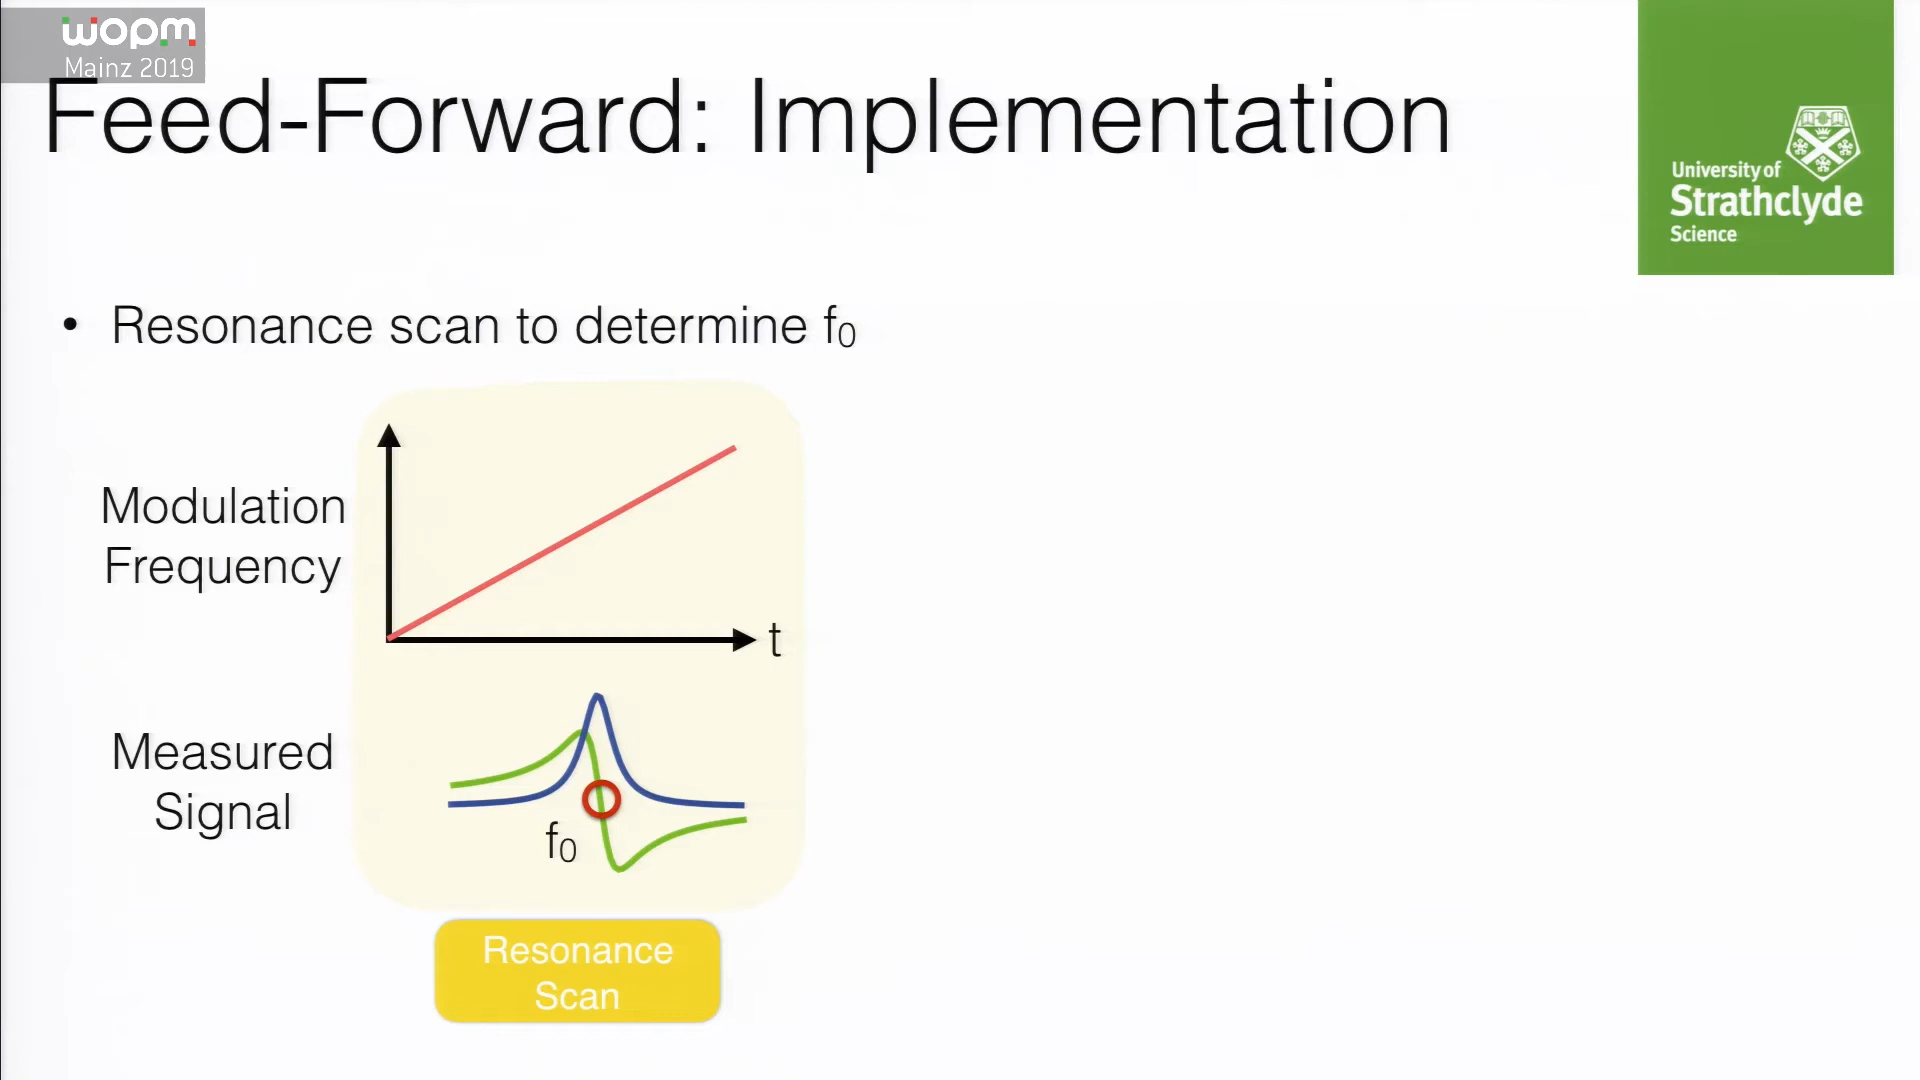 wopm
Mainz 2019
Feed-Forward: Implementation
University of
Strathclyde
Science
• Resonance scan to determine f₀
Modulation
Frequency
t
Measured
Signal
f₀
Resonance
Scan